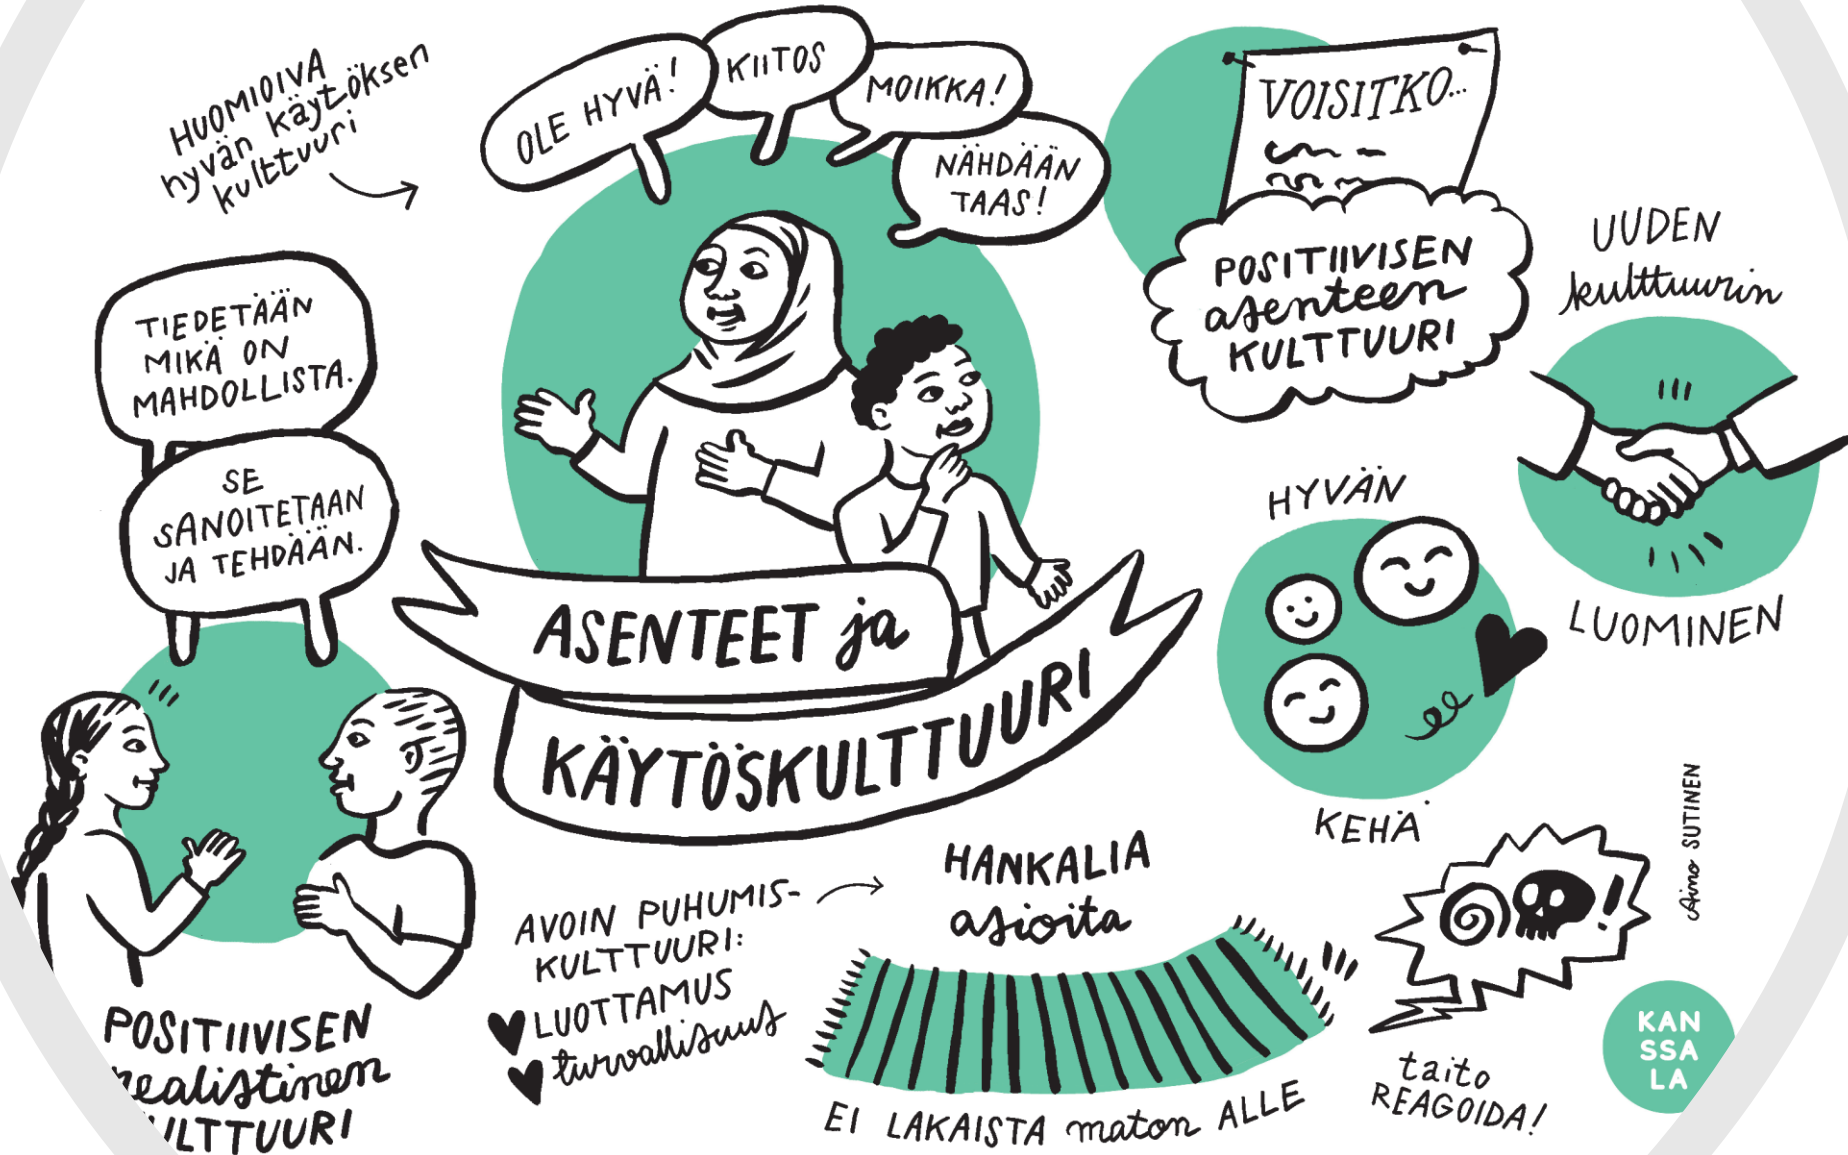 HUOMIOIVA
hyvän käytöksen
kulttuuri
OLE HYVÄ!
KIITOS
MOIKKA!
NÄHDÄÄN
TAAS!
VOISITKO...
POSITIIVISEN
asenteen
KULTTUURI
UUDEN
kulttuurin
LUOMINEN
TIEDETÄÄN
MIKÄ ON
MAHDOLLISTA.
SE
SANOITETAAN
JA TEHDÄÄN.
ASENTEET ja
KÄYTÖSKULTTUURI
HYVÄN
KEHÄ
POSITIIVISEN
realistinen
ULTTUURI
AVOIN PUHUMIS-
KULTTUURI:
LUOTTAMUS
turvallisuus
HANKALIA
asioita
EI LAKAISTA maton ALLE
taito
REAGOIDA!
Aino SUTINEN
KAN
SSA
LA